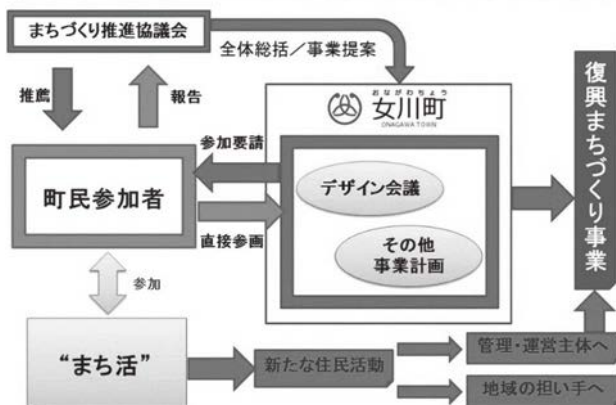 まちづくり推進協議会
全体総括／事業提案
推薦
報告
おながわちょう
女川町
ONAGAWA TOWN
参加要請
町民参加者
直接参画
デザイン会議
その他
事業計画
復興まちづくり事業
参加
“まち活”
新たな住民活動
管理・運営主体へ
地域の担い手へ